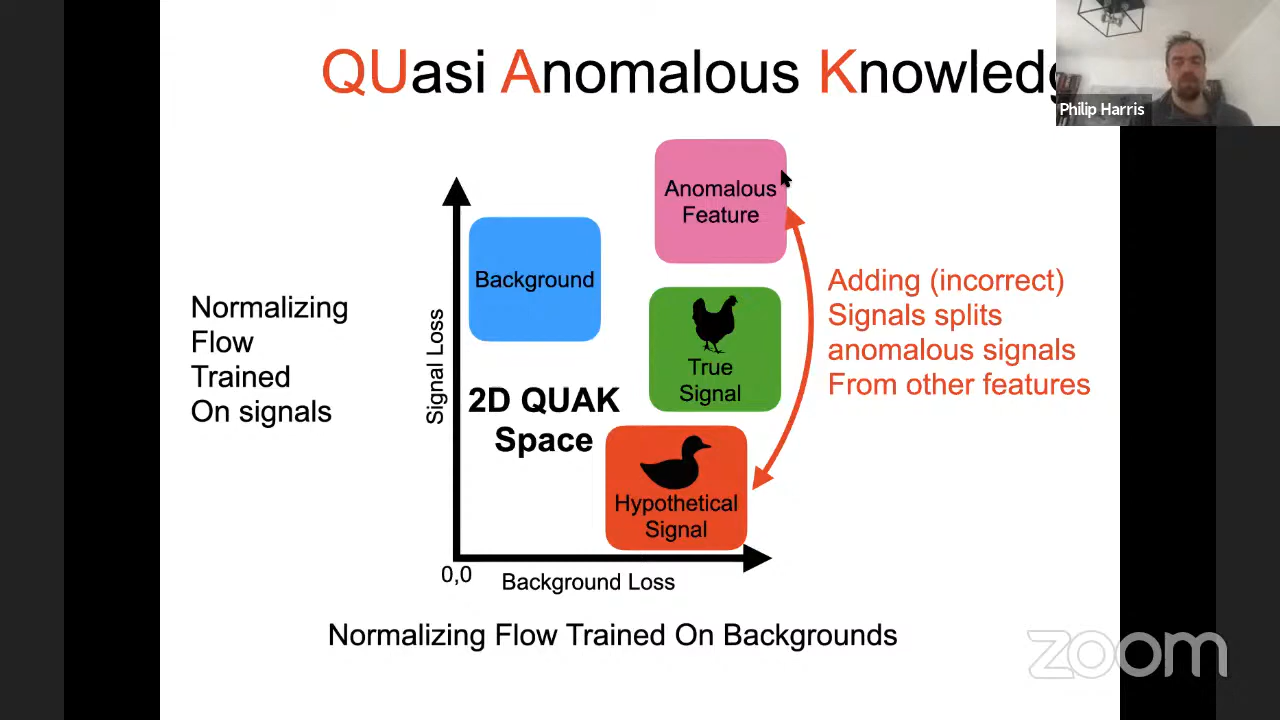 QUasi Anomalous Knowledg
Philip Harris
Anomalous
Feature
Background
Normalizing
Flow
Trained
On signals
Signal Loss
True
Signal
Adding (incorrect)
Signals splits
anomalous signals
From other features
2D QUAK
Space
Hypothetical
Signal
0,0
Background Loss
Normalizing Flow Trained On Backgrounds
zoom